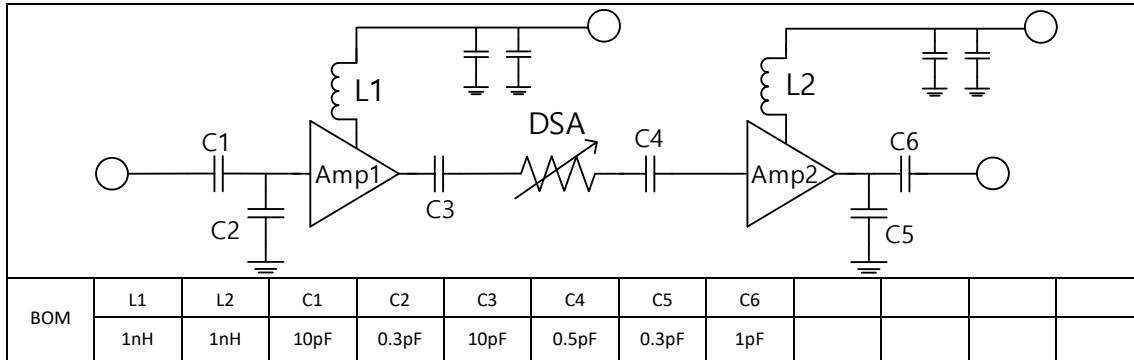 L1
L2
DSA
C1
C4
C6
Amp1
Amp2
C3
C2
C5
BOM L1 L2 C1 C2 C3 C4 C5 C6
1nH 1nH 10pF 0.3pF 10pF 0.5pF 0.3pF 1pF